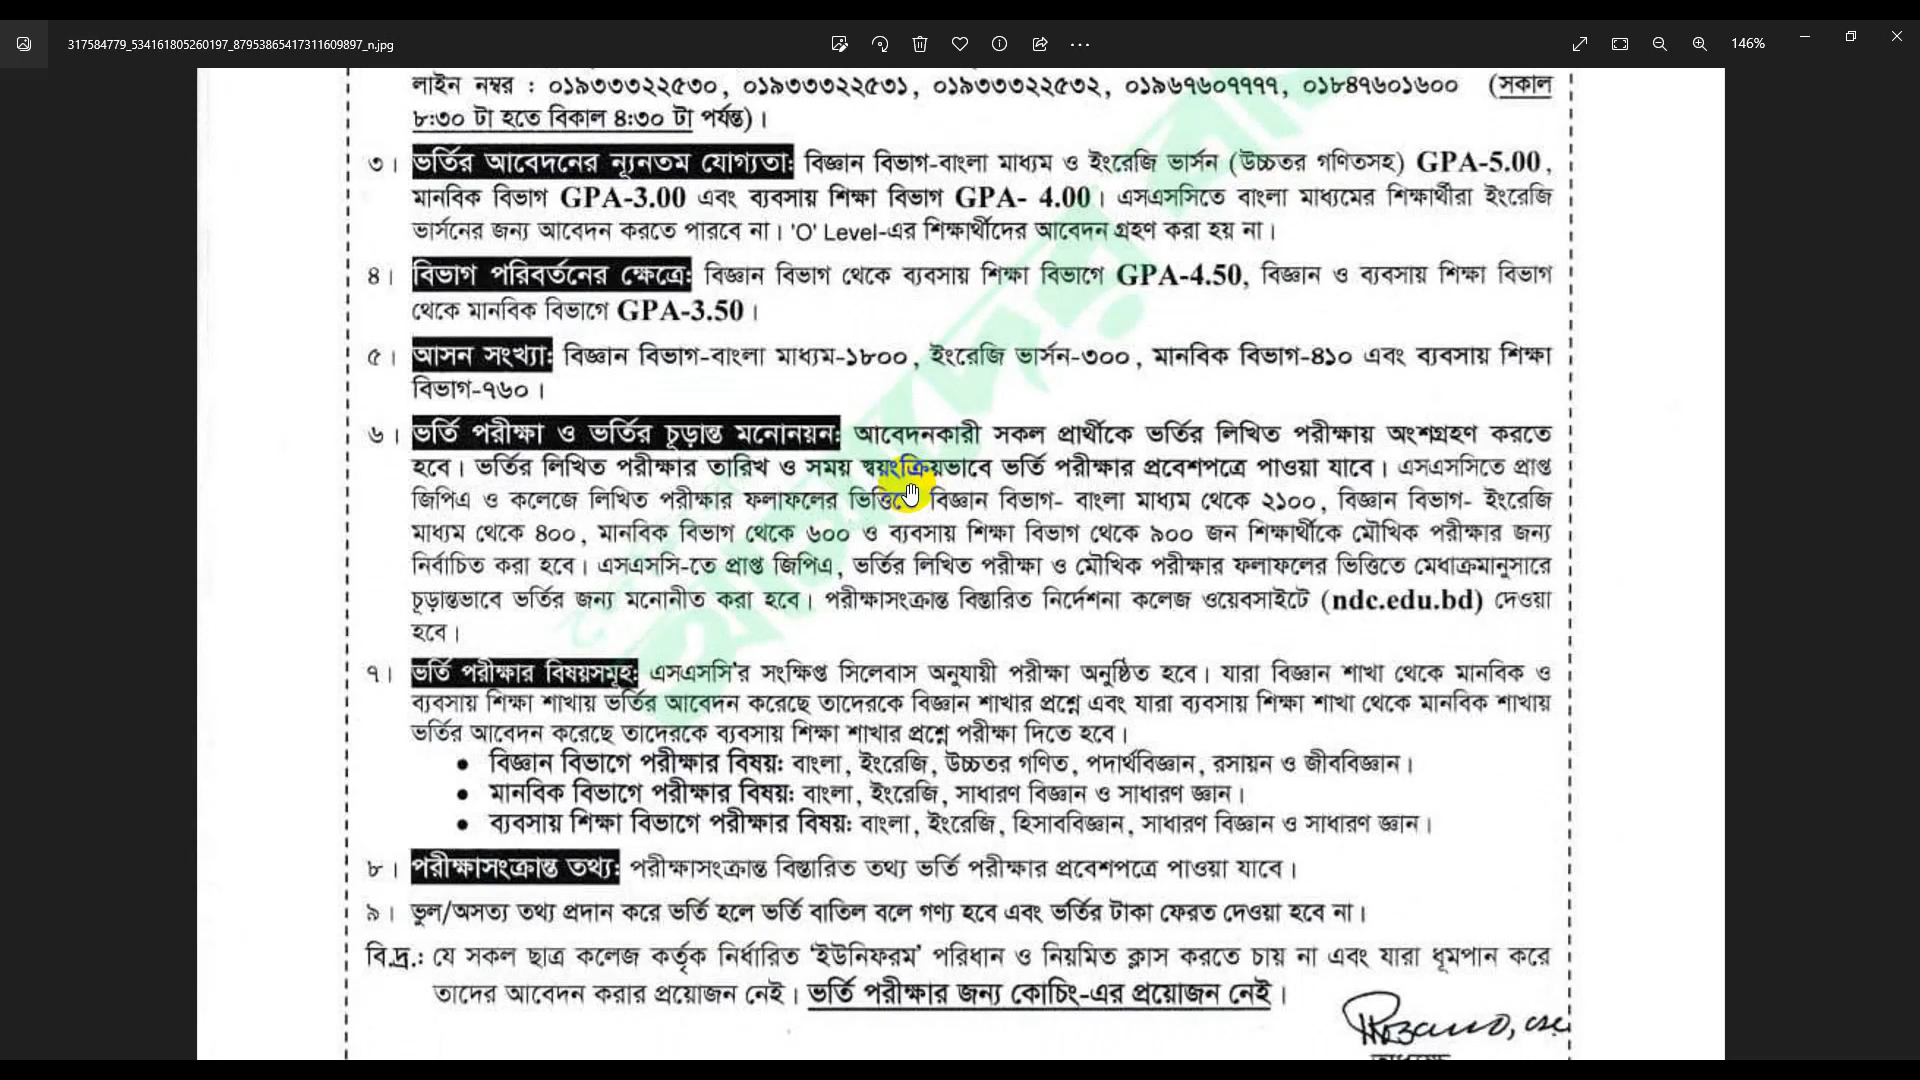 317584779_534161805260197_87953865417311609897_n.jpg
146%
লাইন নম্বর : ০১৯৩৩৩২২৫৩০, ০১৯৩৩৩২২৫৩১, ০১৯৩৩৩২২৫৩২, ০১৯৬৭৬০৭৭৭৭, ০১৮৪৭৬০১৬০০ (সকাল
৮:৩০ টা হতে বিকাল ৪:৩০ টা পর্যন্ত)।
৩। ভর্তির আবেদনের ন্যূনতম যোগ্যতা: বিজ্ঞান বিভাগ-বাংলা মাধ্যম ও ইংরেজি ভার্সন (উচ্চতর গণিতসহ) GPA-5.00,
মানবিক বিভাগ GPA-3.00 এবং ব্যবসায় শিক্ষা বিভাগ GPA- 4.00। এসএসসিতে বাংলা মাধ্যমের শিক্ষার্থীরা ইংরেজি
ভার্সনের জন্য আবেদন করতে পারবে না। 'O' Level-এর শিক্ষার্থীদের আবেদন গ্রহণ করা হয় না।
৪। বিভাগ পরিবর্তনের ক্ষেত্রে: বিজ্ঞান বিভাগ থেকে ব্যবসায় শিক্ষা বিভাগে GPA-4.50, বিজ্ঞান ও ব্যবসায় শিক্ষা বিভাগ
থেকে মানবিক বিভাগে GPA-3.50।
৫। আসন সংখ্যা: বিজ্ঞান বিভাগ-বাংলা মাধ্যম-১৮০০, ইংরেজি ভার্সন-৩০০, মানবিক বিভাগ-৪১০ এবং ব্যবসায় শিক্ষা
বিভাগ-৭৬০।
৬। ভর্তি পরীক্ষা ও ভর্তির চূড়ান্ত মনোনয়ন: আবেদনকারী সকল প্রার্থীকে ভর্তির লিখিত পরীক্ষায় অংশগ্রহণ করতে
হবে। ভর্তির লিখিত পরীক্ষার তারিখ ও সময় স্বয়ংক্রিয়ভাবে ভর্তি পরীক্ষার প্রবেশপত্রে পাওয়া যাবে। এসএসসিতে প্রাপ্ত
জিপিএ ও কলেজে লিখিত পরীক্ষার ফলাফলের ভিত্তিতে বিজ্ঞান বিভাগ- বাংলা মাধ্যম থেকে ২১০০, বিজ্ঞান বিভাগ- ইংরেজি
মাধ্যম থেকে ৪০০, মানবিক বিভাগ থেকে ৬০০ ও ব্যবসায় শিক্ষা বিভাগ থেকে ৯০০ জন শিক্ষার্থীকে মৌখিক পরীক্ষার জন্য
নির্বাচিত করা হবে। এসএসসি-তে প্রাপ্ত জিপিএ, ভর্তির লিখিত পরীক্ষা ও মৌখিক পরীক্ষার ফলাফলের ভিত্তিতে মেধাক্রমানুসারে
চূড়ান্তভাবে ভর্তির জন্য মনোনীত করা হবে। পরীক্ষাসংক্রান্ত বিস্তারিত নির্দেশনা কলেজ ওয়েবসাইটে (ndc.edu.bd) দেওয়া
হবে।
৭। ভর্তি পরীক্ষার বিষয়সমূহ: এসএসসি'র সংক্ষিপ্ত সিলেবাস অনুযায়ী পরীক্ষা অনুষ্ঠিত হবে। যারা বিজ্ঞান শাখা থেকে মানবিক ও
ব্যবসায় শিক্ষা শাখায় ভর্তির আবেদন করেছে তাদেরকে বিজ্ঞান শাখার প্রশ্নে এবং যারা ব্যবসায় শিক্ষা শাখা থেকে মানবিক শাখায়
ভর্তির আবেদন করেছে তাদেরকে ব্যবসায় শিক্ষা শাখার প্রশ্নে পরীক্ষা দিতে হবে।
• বিজ্ঞান বিভাগে পরীক্ষার বিষয়: বাংলা, ইংরেজি, উচ্চতর গণিত, পদার্থবিজ্ঞান, রসায়ন ও জীববিজ্ঞান।
• মানবিক বিভাগে পরীক্ষার বিষয়: বাংলা, ইংরেজি, সাধারণ বিজ্ঞান ও সাধারণ জ্ঞান।
• ব্যবসায় শিক্ষা বিভাগে পরীক্ষার বিষয়: বাংলা, ইংরেজি, হিসাববিজ্ঞান, সাধারণ বিজ্ঞান ও সাধারণ জ্ঞান।
৮। পরীক্ষাসংক্রান্ত তথ্য: পরীক্ষাসংক্রান্ত বিস্তারিত তথ্য ভর্তি পরীক্ষার প্রবেশপত্রে পাওয়া যাবে।
৯। ভুল/অসত্য তথ্য প্রদান করে ভর্তি হলে ভর্তি বাতিল বলে গণ্য হবে এবং ভর্তির টাকা ফেরত দেওয়া হবে না।
বি.দ্র.: যে সকল ছাত্র কলেজ কর্তৃক নির্ধারিত ‘ইউনিফরম’ পরিধান ও নিয়মিত ক্লাস করতে চায় না এবং যারা ধূমপান করে
তাদের আবেদন করার প্রয়োজন নেই। ভর্তি পরীক্ষার জন্য কোচিং-এর প্রয়োজন নেই।